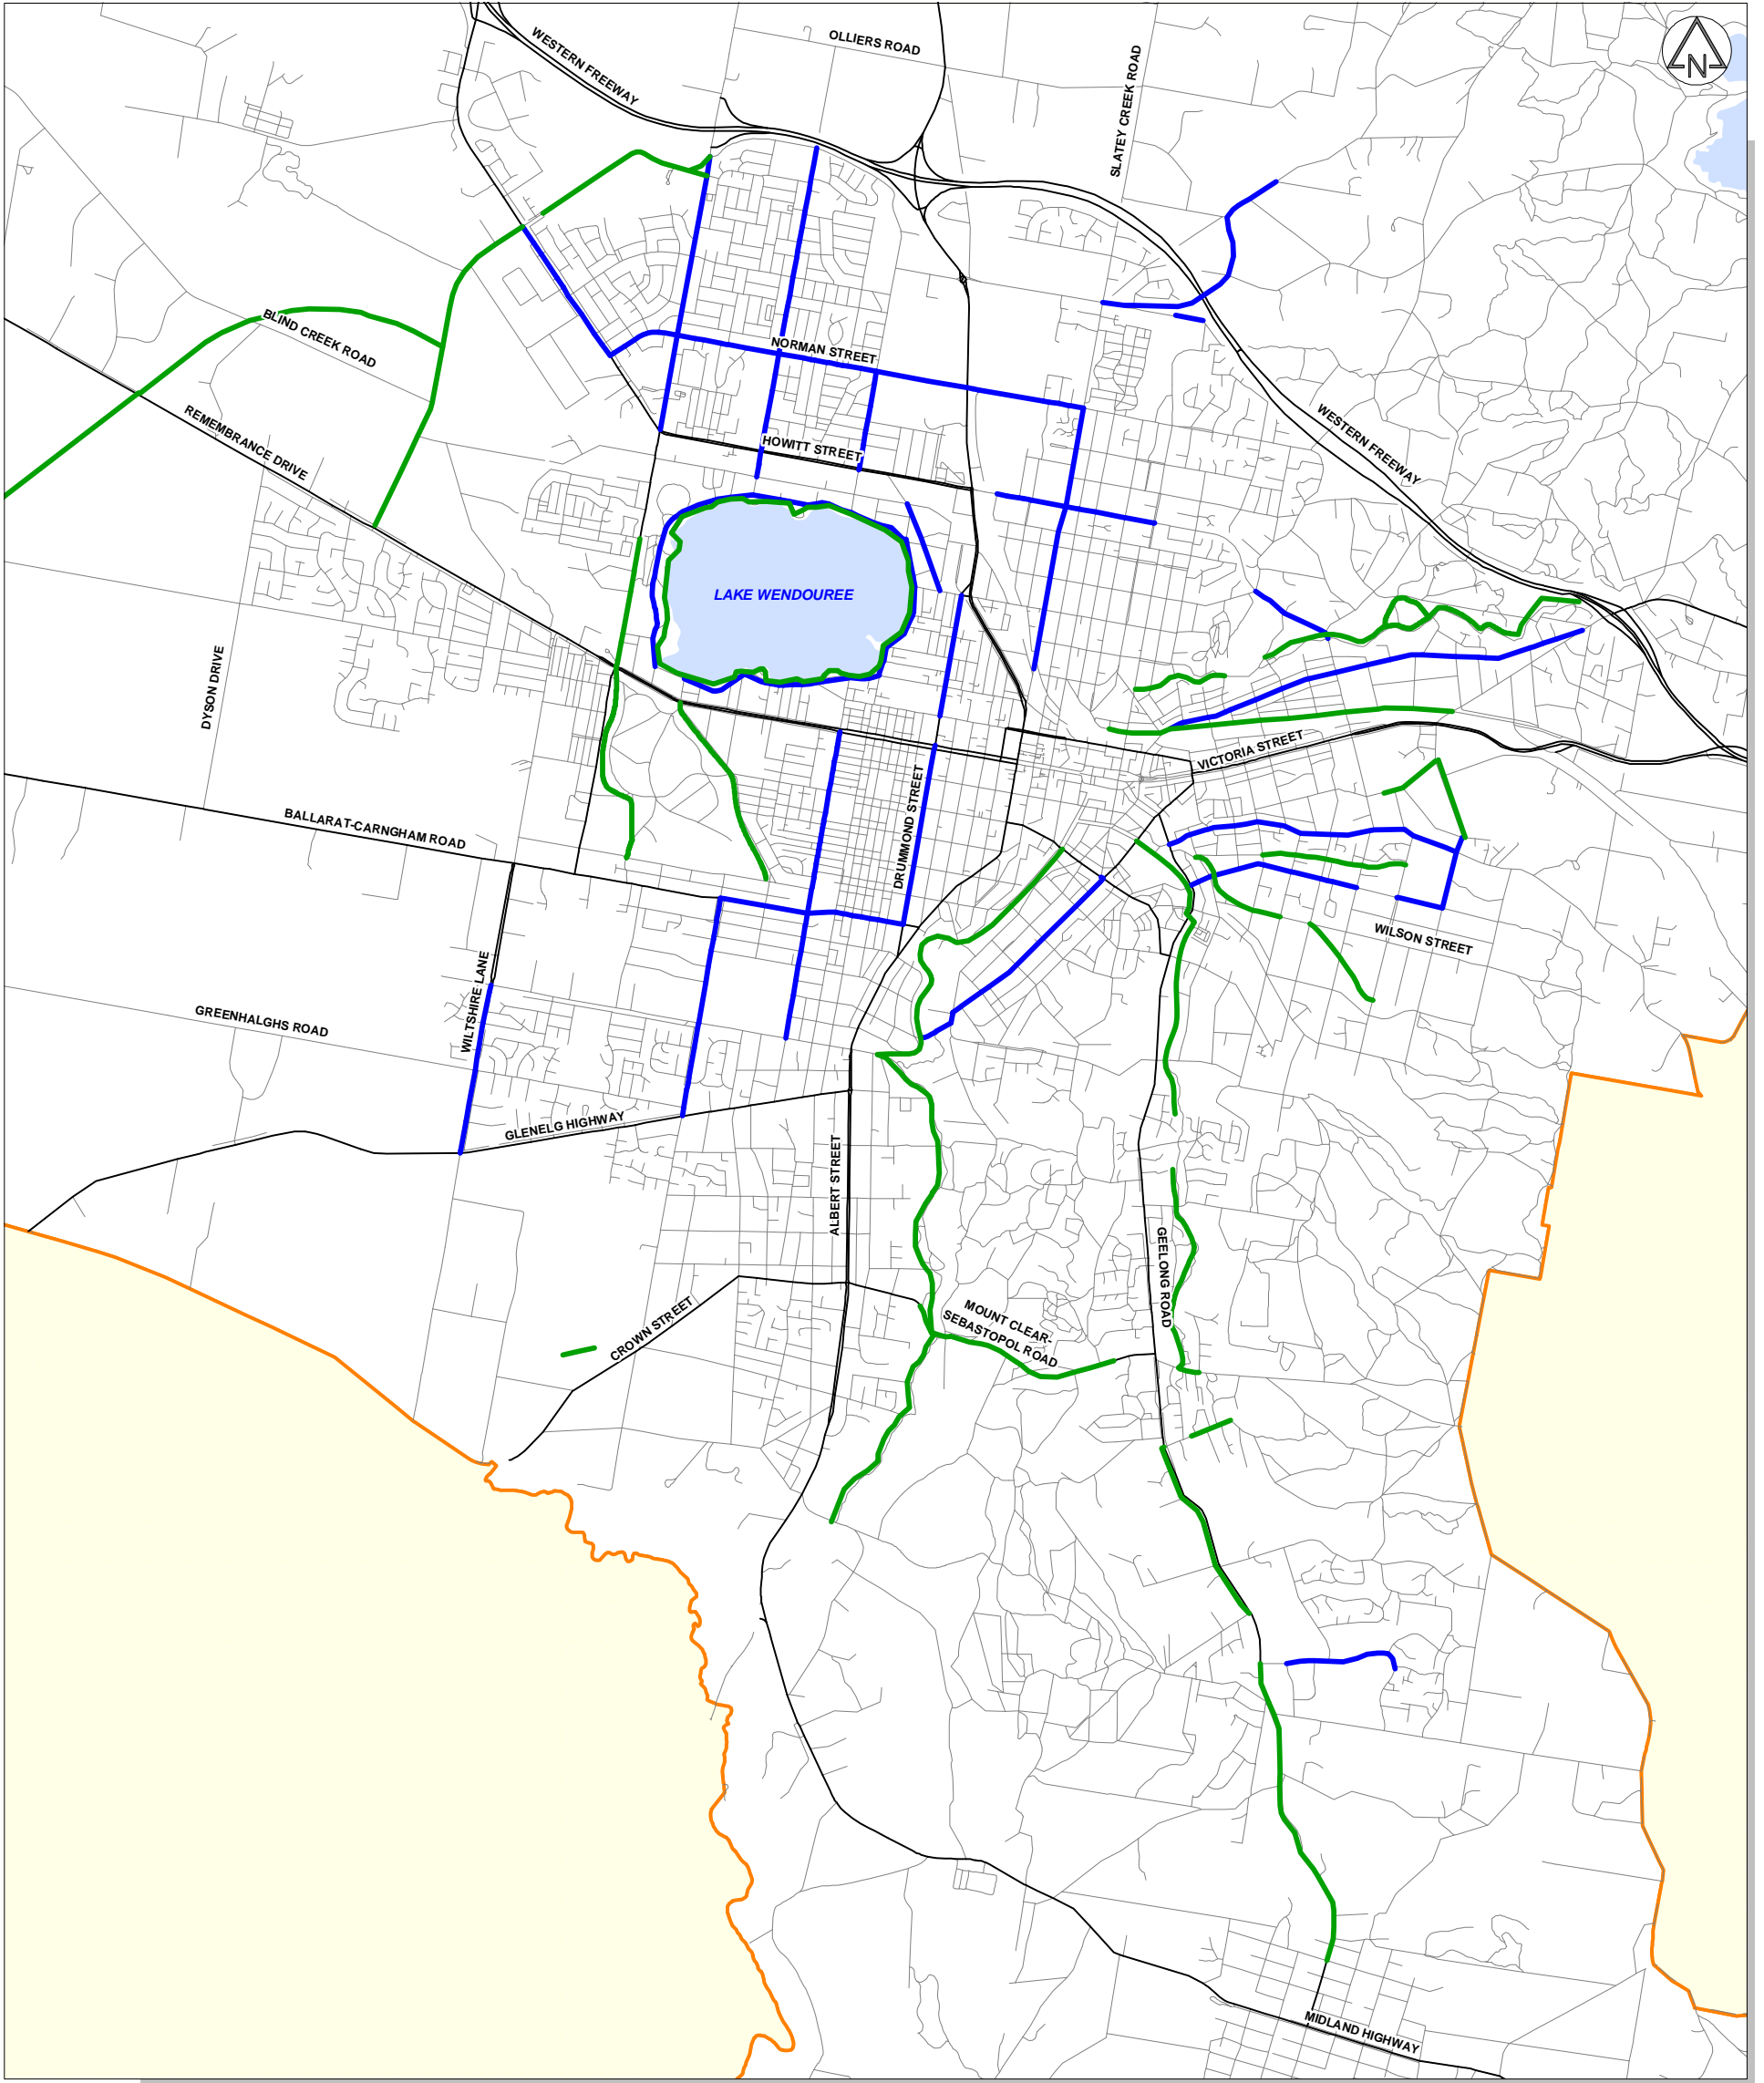 N
OLLIERS ROAD
WESTERN FREEWAY
SLATEY CREEK ROAD
BLIND CREEK ROAD
NORMAN STREET
REMEMBRANCE DRIVE
HOWITT STREET
WESTERN FREEWAY
LAKE WENDOUREE
DYSON DRIVE
VICTORIA STREET
BALLARAT-CARNGHAM ROAD
DRUMMOND STREET
WILSON STREET
WILTSHIRE LANE
GREENHALGHS ROAD
GLENELG HIGHWAY
ALBERT STREET
GEELONG ROAD
CROWN STREET
MOUNT CLEAR-
SEBASTOPOL ROAD
MIDLAND HIGHWAY